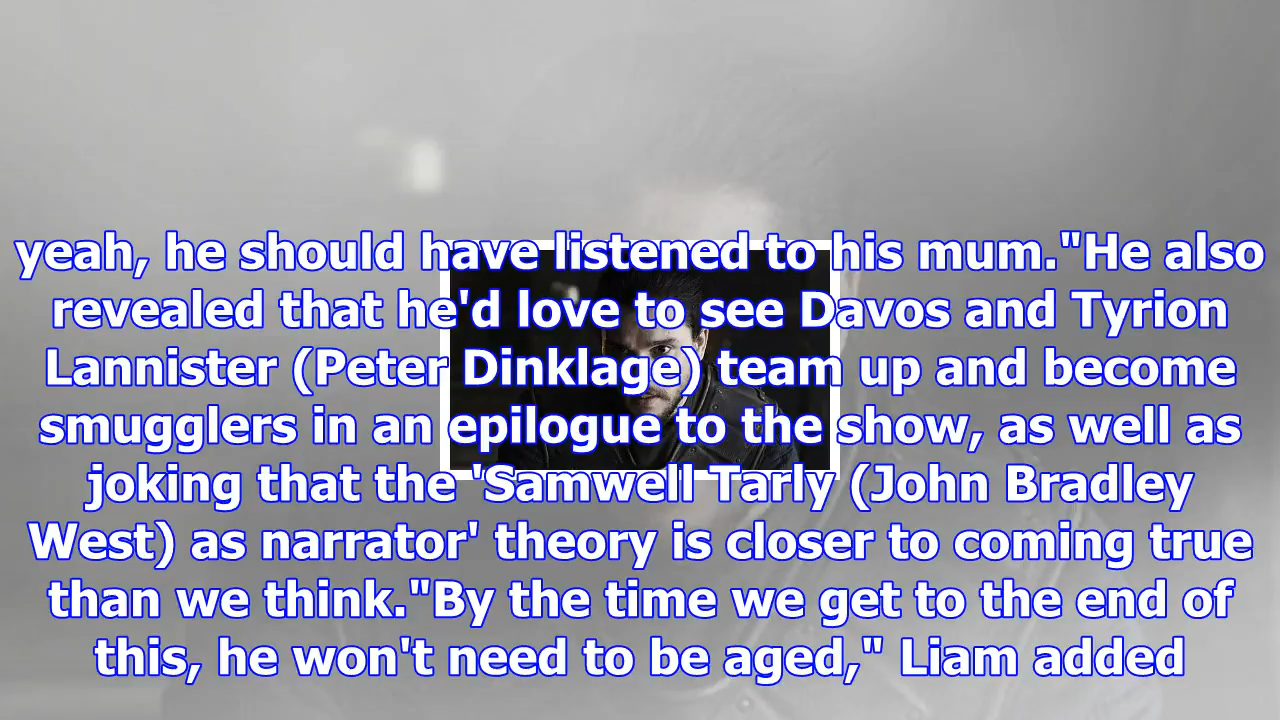 yeah, he should have listened to his mum."He also
revealed that he'd love to see Davos and Tyrion
Lannister (Peter Dinklage) team up and become
smugglers in an epilogue to the show, as well as
joking that the 'Samwell Tarly (John Bradley
West) as narrator' theory is closer to coming true
than we think."By the time we get to the end of
this, he won't need to be aged," Liam added